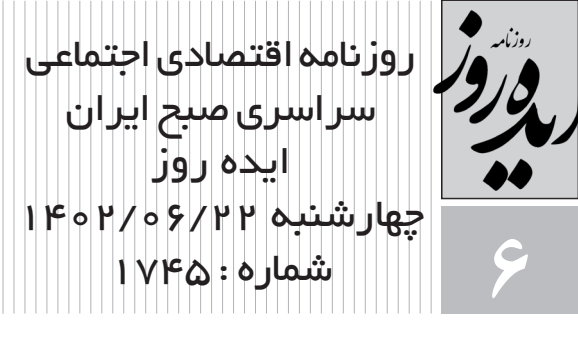 روزنامه
ایده روز
روزنامه اقتصادی اجتماعی
سراسری صبح ایران
ایده روز
چهارشنبه ۱۴۰۲/۰۶/۲۲
شماره : ۱۷۴۵
۶